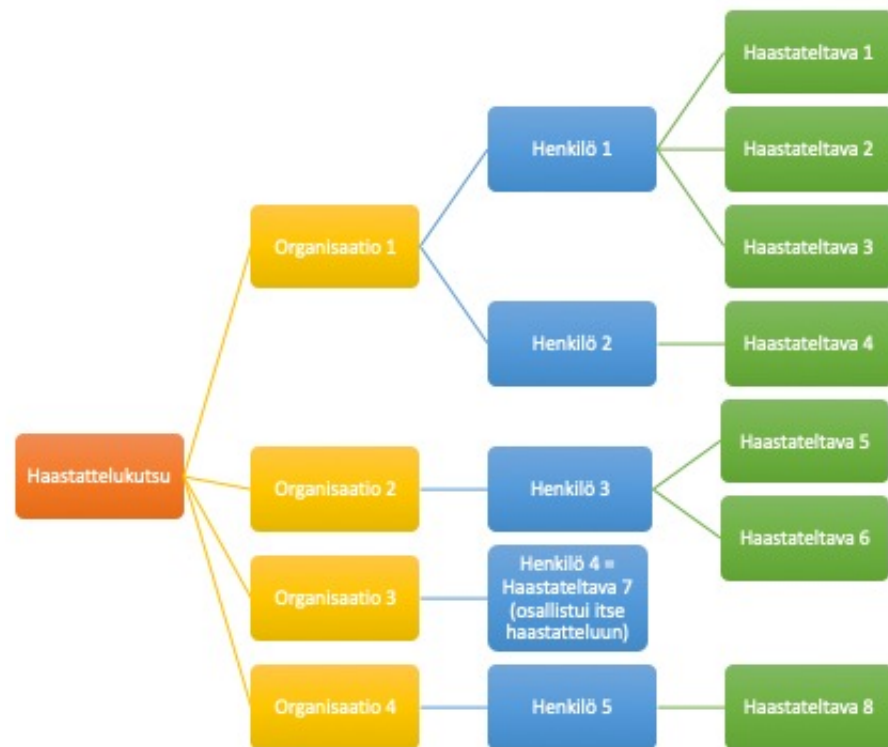 Haastattelukutsu
Organisaatio 1
Henkilö 1
Haastateltava 1
Haastateltava 2
Haastateltava 3
Henkilö 2
Haastateltava 4
Organisaatio 2
Henkilö 3
Haastateltava 5
Haastateltava 6
Organisaatio 3
Henkilö 4 =
Haastateltava 7
(osallistui itse
haastatteluun)
Organisaatio 4
Henkilö 5
Haastateltava 8